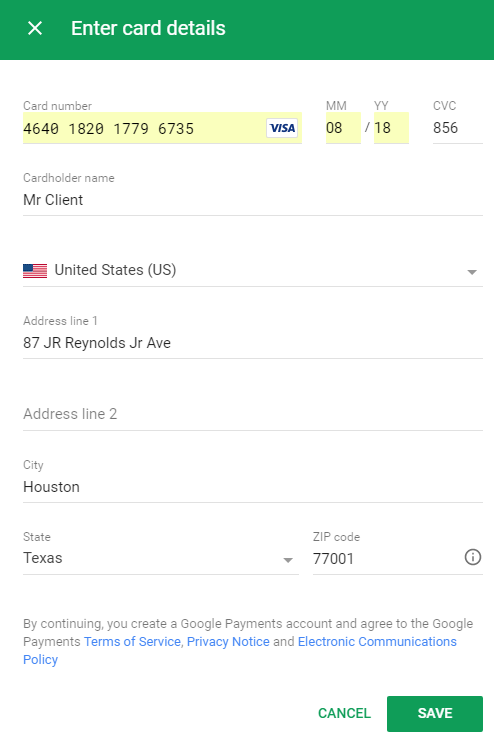 Enter card details
Card number MM YY CVC
4640 1820 1779 6735 VISA 08 / 18 856
Cardholder name
Mr Client
United States (US)
Address line 1
87 JR Reynolds Jr Ave
Address line 2
City
Houston
State ZIP code
Texas 77001
By continuing, you create a Google Payments account and agree to the Google
Payments Terms of Service, Privacy Notice and Electronic Communications
Policy
CANCEL SAVE